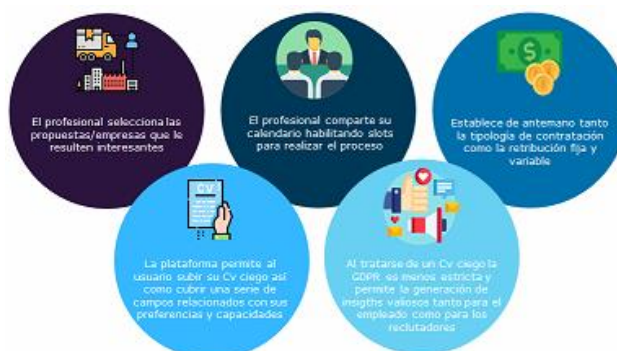 El profesional selecciona las
propuestas/empresas que le
resulten interesantes
El profesional comparte su
calendario habilitando slots
para realizar el proceso
Establece de antemano tanto
la tipología de contratación
como la retribución fija y
variable
CV
La plataforma permite al
usuario subir su Cv ciego así
como cubrir una serie de
campos relacionados con sus
preferencias y capacidades
Al tratarse de un Cv ciego la
GDPR es menos estricta y
permite la generación de
insigths valiosos tanto para el
empleado como para los
reclutadores